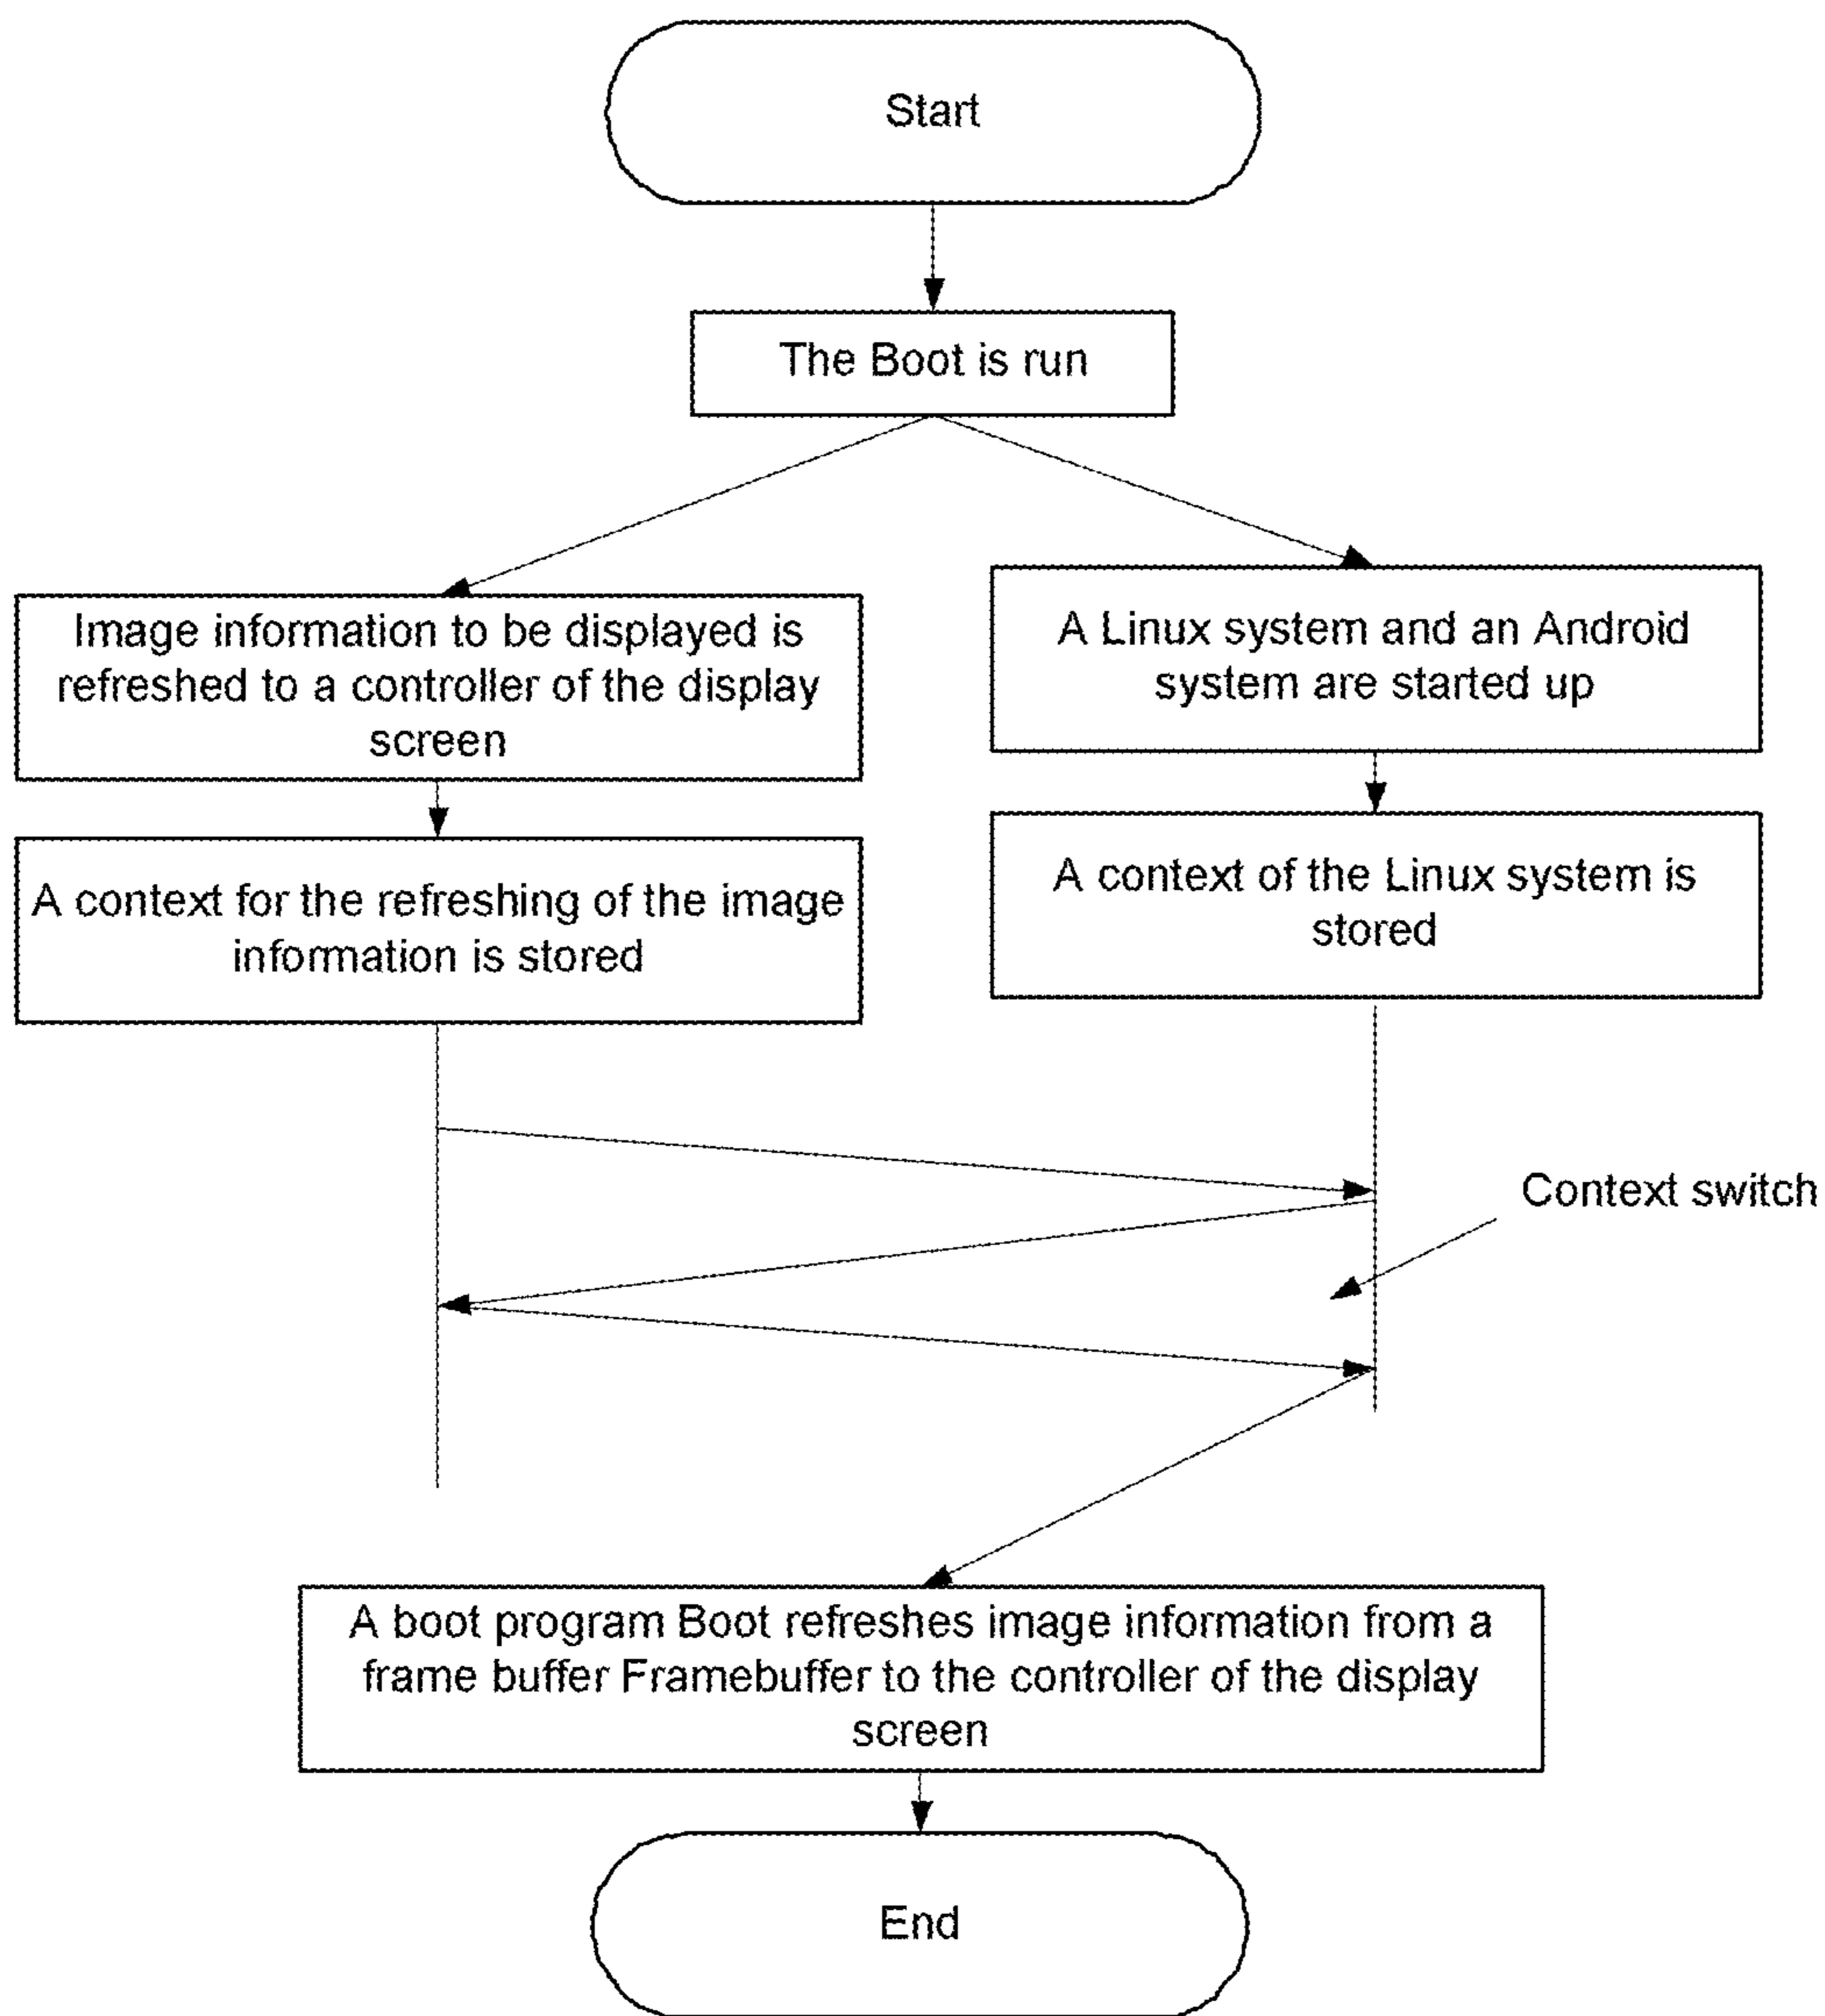 Start
The Boot is run
Image information to be displayed is
refreshed to a controller of the display
screen
A Linux system and an Android
system are started up
A context for the refreshing of the image
information is stored
A context of the Linux system is
stored
Context switch
A boot program Boot refreshes image information from a
frame buffer Framebuffer to the controller of the display
screen
End